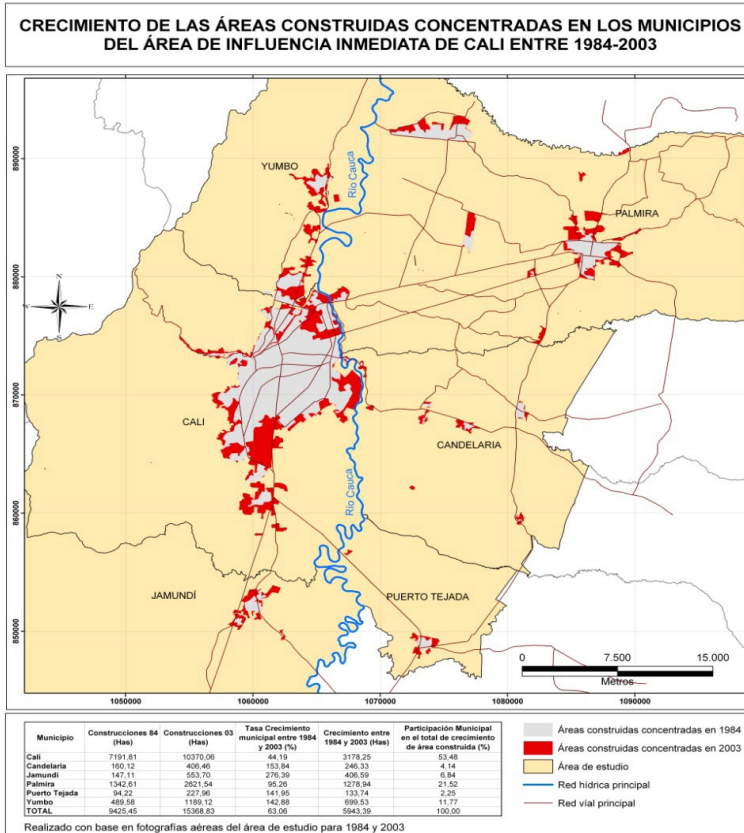 CRECIMIENTO DE LAS ÁREAS CONSTRUIDAS CONCENTRADAS EN LOS MUNICIPIOS
DEL ÁREA DE INFLUENCIA INMEDIATA DE CALI ENTRE 1984-2003
890000
880000
870000
860000
850000
YUMBO
Río Cauca
PALMIRA
N
W E
S
CALI
CANDELARIA
Río Cauca
JAMUNDÍ
PUERTO TEJADA
0 7.500 15.000
Metros
1050000 1060000 1070000 1080000 1090000
Municipio Construcciones 84 (Has) Construcciones 03 (Has) Tasa Crecimiento municipal entre 1984 y 2003 (%) Crecimiento entre 1984 y 2003 (Has) Participación Municipal en el total de crecimiento de área construida (%)
Cali 7191,81 10370,06 44,19 3178,25 53,48
Candelaria 160,12 406,46 153,84 246,33 4,14
Jamundi 147,11 553,70 276,39 406,59 6,84
Palmira 1342,61 2621,54 95,26 1278,94 21,52
Puerto Tejada 94,22 227,96 141,95 133,74 2,25
Yumbo 489,58 1189,12 142,88 699,53 11,77
TOTAL 9425,45 15368,83 63,06 5943,39 100,00
Áreas construidas concentradas en 1984
Áreas construidas concentradas en 2003
Área de estudio
Red hídrica principal
Red víal principal
Realizado con base en fotografías aéreas del área de estudio para 1984 y 2003